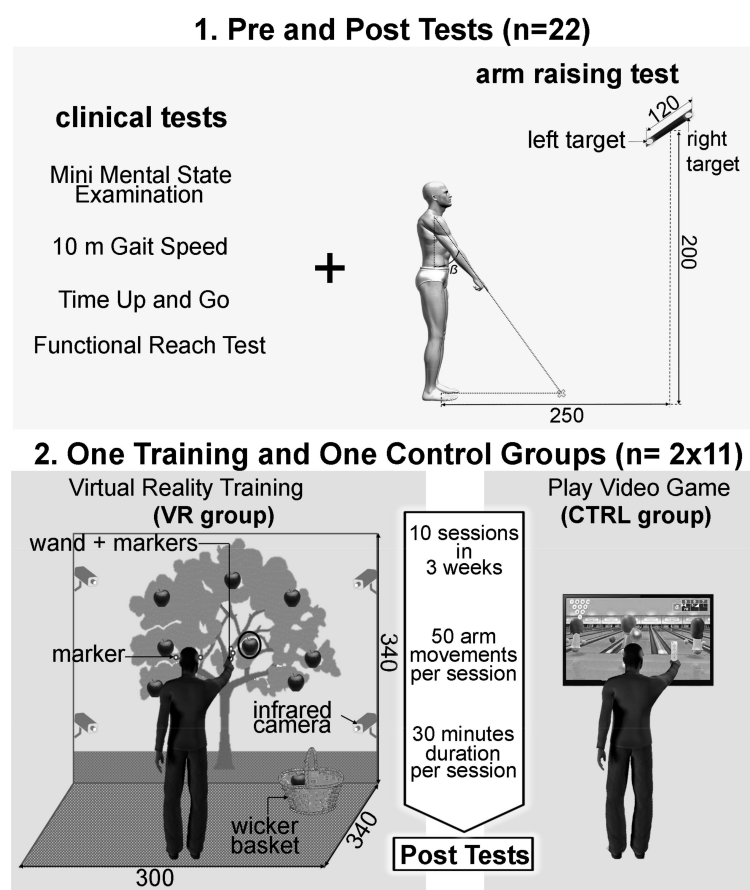 1. Pre and Post Tests (n=22)
clinical tests
Mini Mental State
Examination
10 m Gait Speed
Time Up and Go
Functional Reach Test
+
arm raising test
120
left target
right
target
200
ß
250
2. One Training and One Control Groups (n= 2x11)
Virtual Reality Training
(VR group)
wand + markers
marker
infrared
camera
wicker
basket
340
340
300
10 sessions
in
3 weeks
50 arm
movements
per session
30 minutes
duration
per session
Post Tests
Play Video Game
(CTRL group)